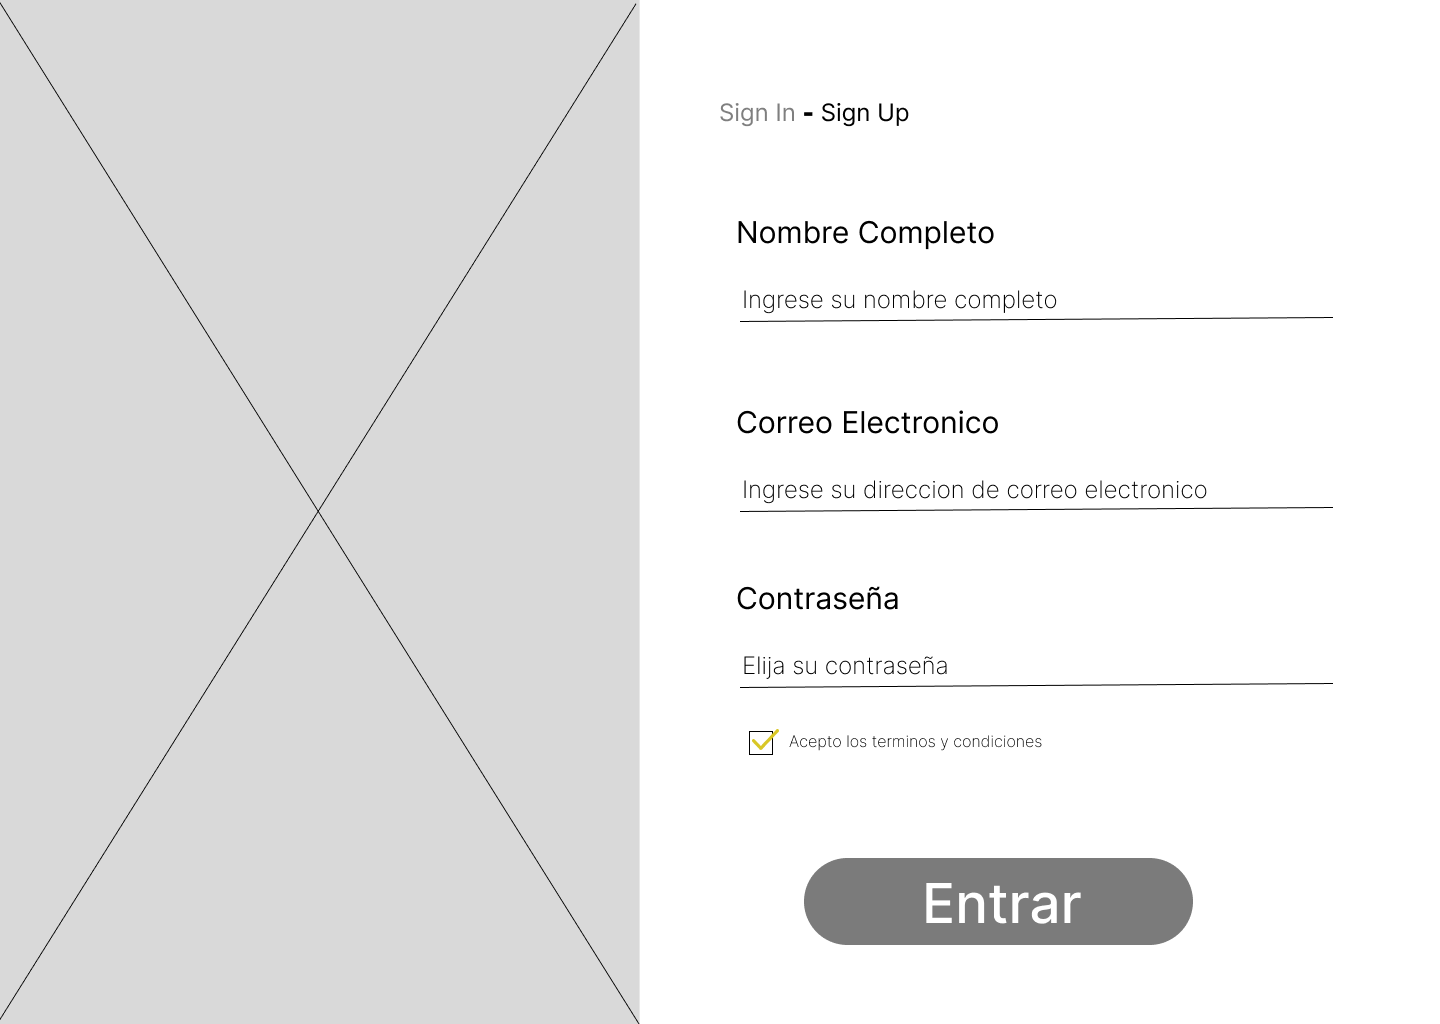 Sign In - Sign Up
Nombre Completo
Ingrese su nombre completo
Correo Electronico
Ingrese su direccion de correo electronico
Contraseña
Elija su contraseña
Acepto los terminos y condiciones
Entrar